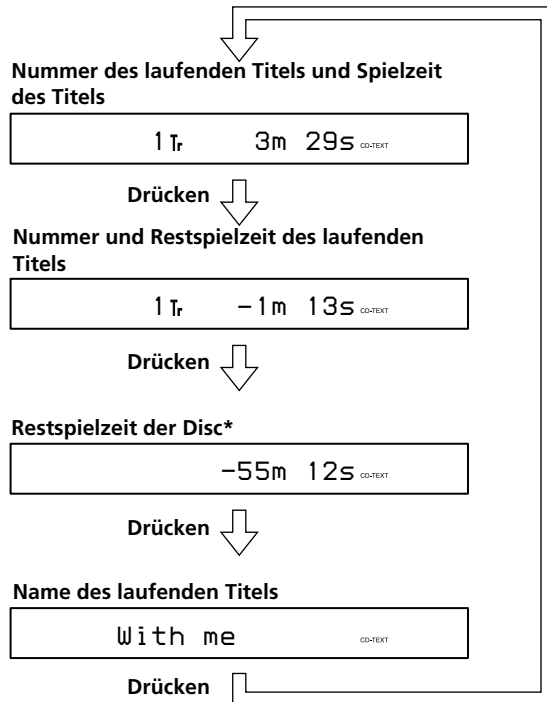 Nummer des laufenden Titels und Spielzeit
des Titels
1 Tr 3m 29s CD-TEXT
Drücken
Nummer und Restspielzeit des laufenden
Titels
1 Tr -1m 13s CD-TEXT
Drücken
Restspielzeit der Disc*
-55m 12s CD-TEXT
Drücken
Name des laufenden Titels
With me CD-TEXT
Drücken